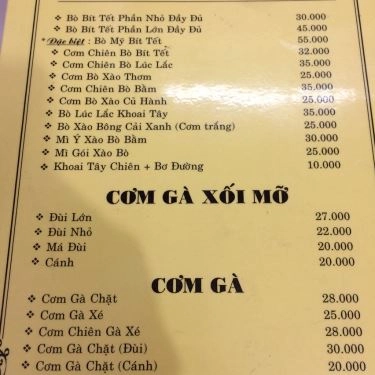 ❖ Bò Bít Tết Phần Nhỏ Đầy Đủ 30.000
❖ Bò Bít Tết Phần Lớn Đầy Đủ 45.000
* Đặc biệt : Bò Mỹ Bít Tết 55.000
❖ Cơm Chiên Bò Bít Tết 32.000
❖ Cơm Chiên Bò Lúc Lắc 35.000
❖ Cơm Bò Xào Thơm 25.000
❖ Cơm Chiên Bò Bằm 35.000
❖ Cơm Bò Xào Củ Hành 25.000
❖ Bò Lúc Lắc Khoai Tây 35.000
❖ Bò Xào Bông Cải Xanh (Cơm trắng) 25.000
❖ Mì Ý Xào Bò Bằm 30.000
❖ Mì Gói Xào Bò 25.000
❖ Khoai Tây Chiên + Bơ Đường 10.000
CƠM GÀ XỐI MỠ
❖ Đùi Lớn 27.000
❖ Đùi Nhỏ 22.000
❖ Má Đùi 20.000
❖ Cánh 20.000
CƠM GÀ
❖ Cơm Gà Chặt 28.000
❖ Cơm Gà Xé 25.000
❖ Cơm Chiên Gà Xé 28.000
❖ Cơm Gà Chặt (Đùi) 30.000
❖ Cơm Gà Chặt (Cánh) 20.000